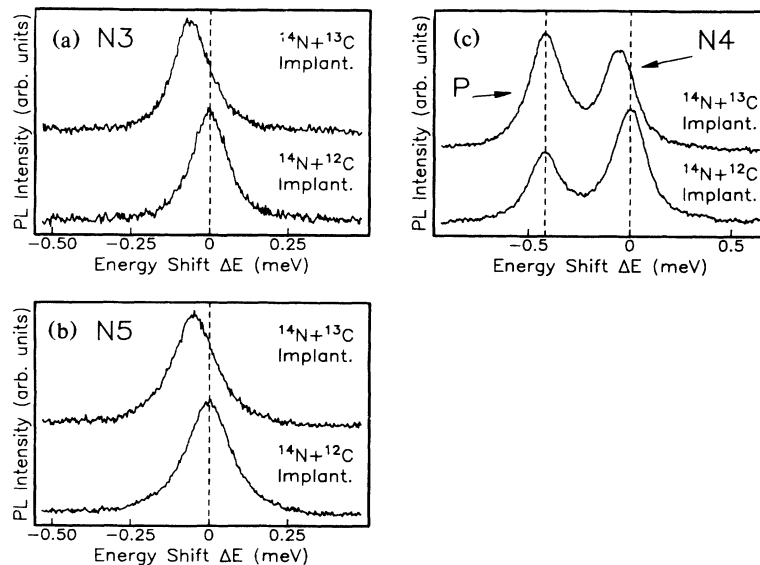 (a) N3
¹⁴N+¹³C
Implant.
¹⁴N+¹²C
Implant.
PL Intensity (arb. units)
−0.50 −0.25 0 0.25
Energy Shift ΔE (meV)
(c)
N4
P
¹⁴N+¹³C
Implant.
¹⁴N+¹²C
Implant.
PL Intensity (arb. units)
−0.5 0 0.5
Energy Shift ΔE (meV)
(b) N5
¹⁴N+¹³C
Implant.
¹⁴N+¹²C
Implant.
PL Intensity (arb. units)
−0.50 −0.25 0 0.25
Energy Shift ΔE (meV)